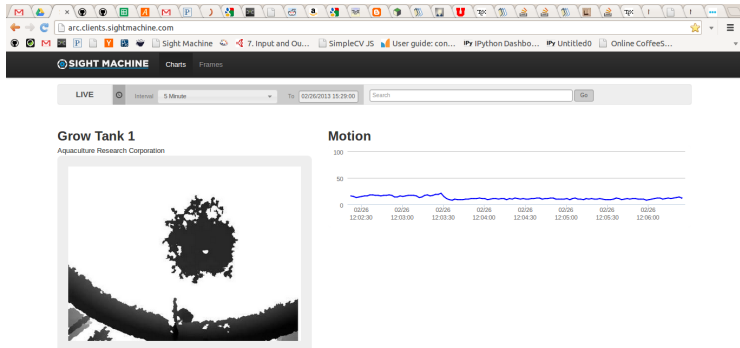 arc.clients.sightmachine.com
Sight Machine 7. Input and Ou... SimpleCV JS User guide: con... IP[y] IPython Dashbo... IP[y] Untitled0 Online CoffeeS...
SIGHT MACHINE Charts Frames
LIVE Interval 5 Minute To 02/26/2013 15:29:00 Search Go
Grow Tank 1
Aquaculture Research Corporation
Motion
100
50
0
02/26 02/26 02/26 02/26 02/26 02/26 02/26 02/26
12:02:30 12:03:00 12:03:30 12:04:00 12:04:30 12:05:00 12:05:30 12:06:00